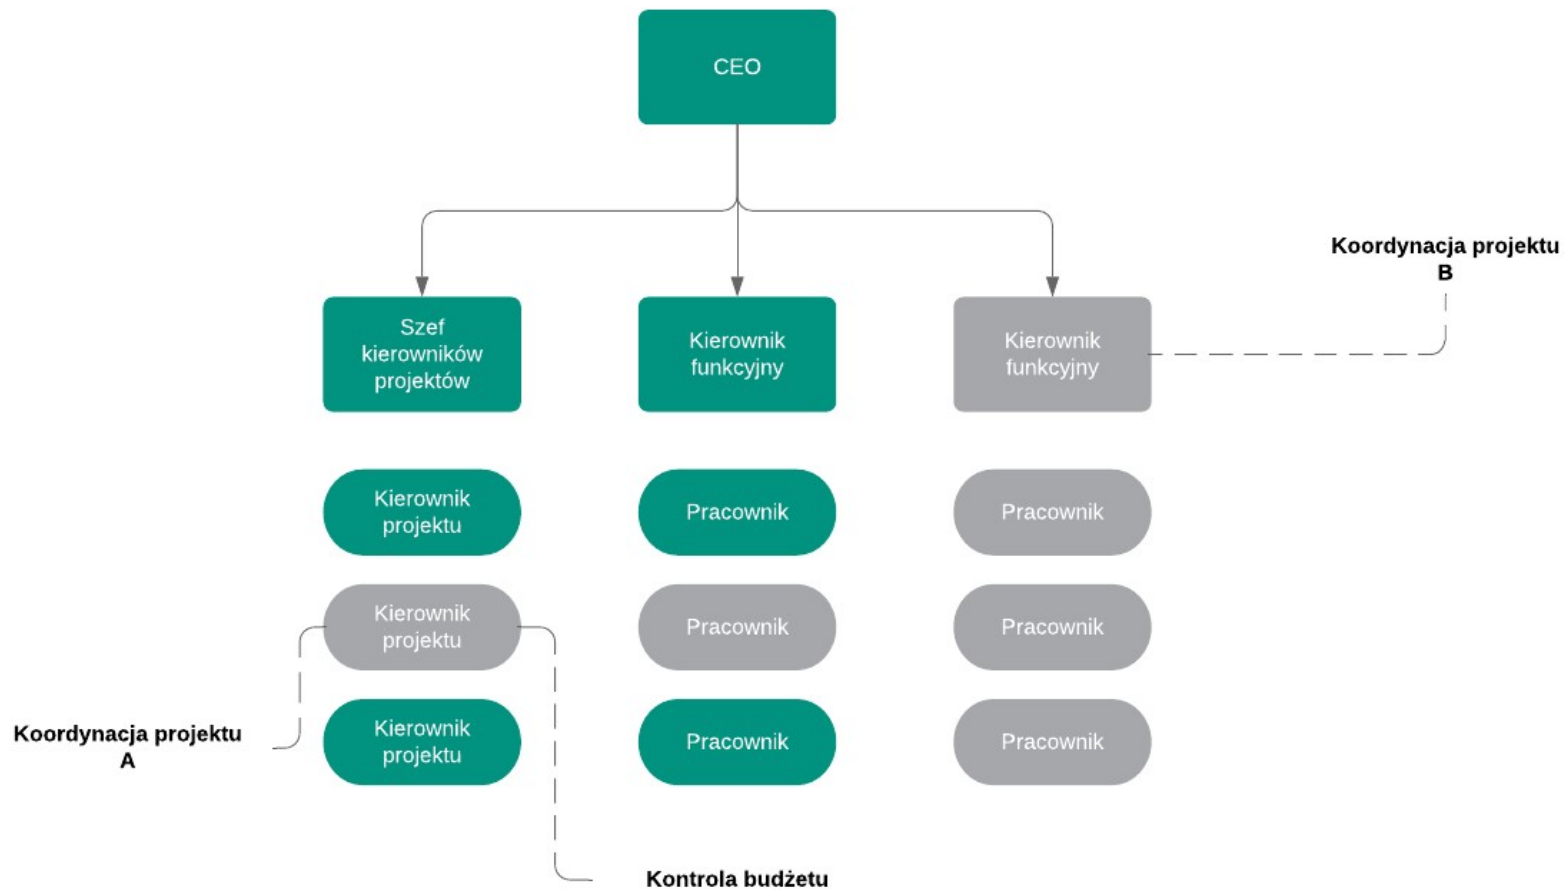 CEO
Koordynacja projektu
B
Szef
kierowników
projektów
Kierownik
funkcyjny
Kierownik
funkcyjny
Kierownik
projektu
Pracownik
Pracownik
Kierownik
projektu
Pracownik
Pracownik
Koordynacja projektu
A
Kierownik
projektu
Pracownik
Pracownik
Kontrola budżetu